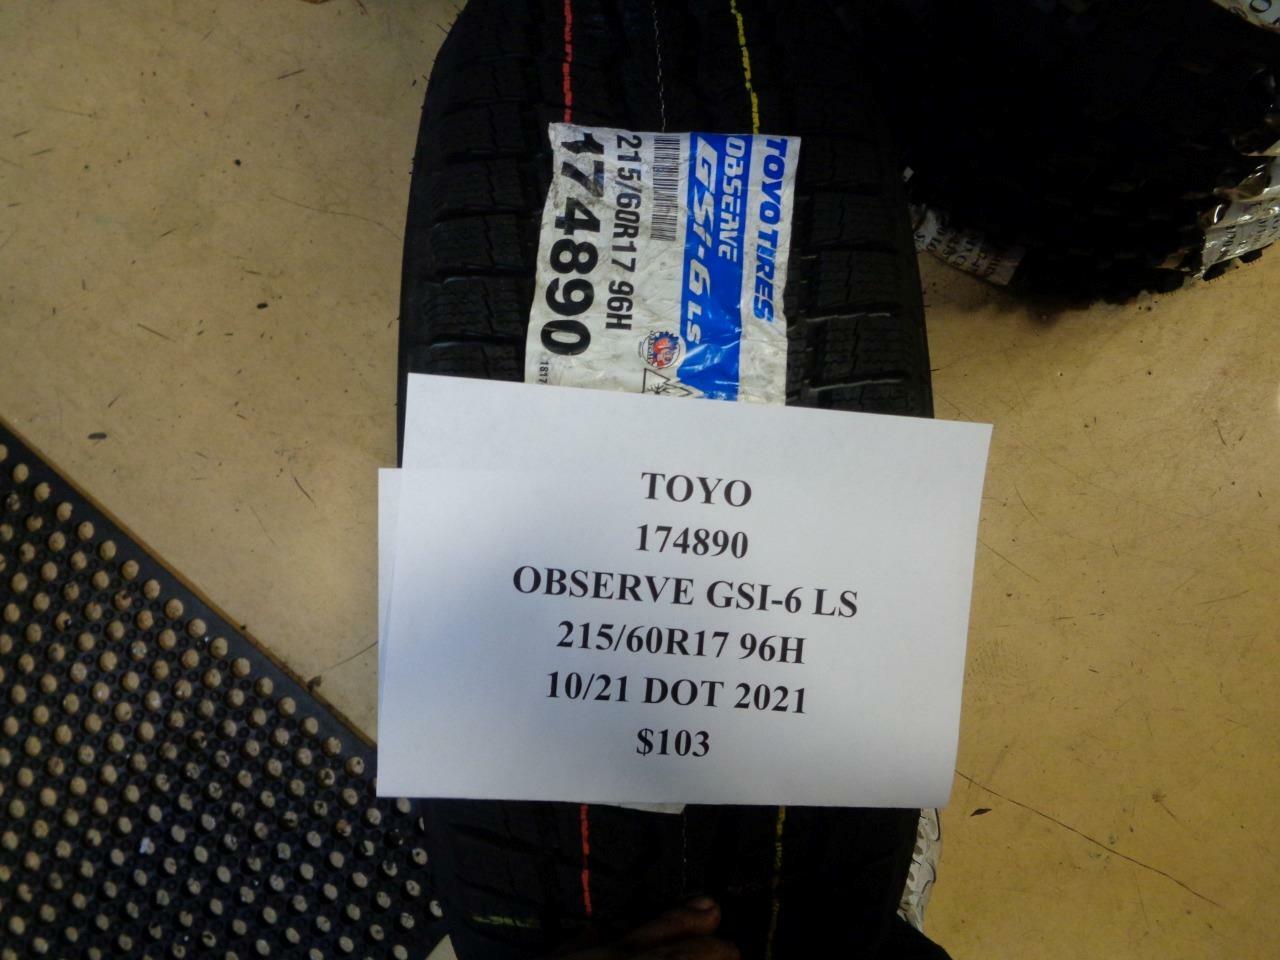 TOYO TIRES
OBSERVE
GSi-6 LS
215/60R17 96H
174890
TOYO
174890
OBSERVE GSI-6 LS
215/60R17 96H
10/21 DOT 2021
$103